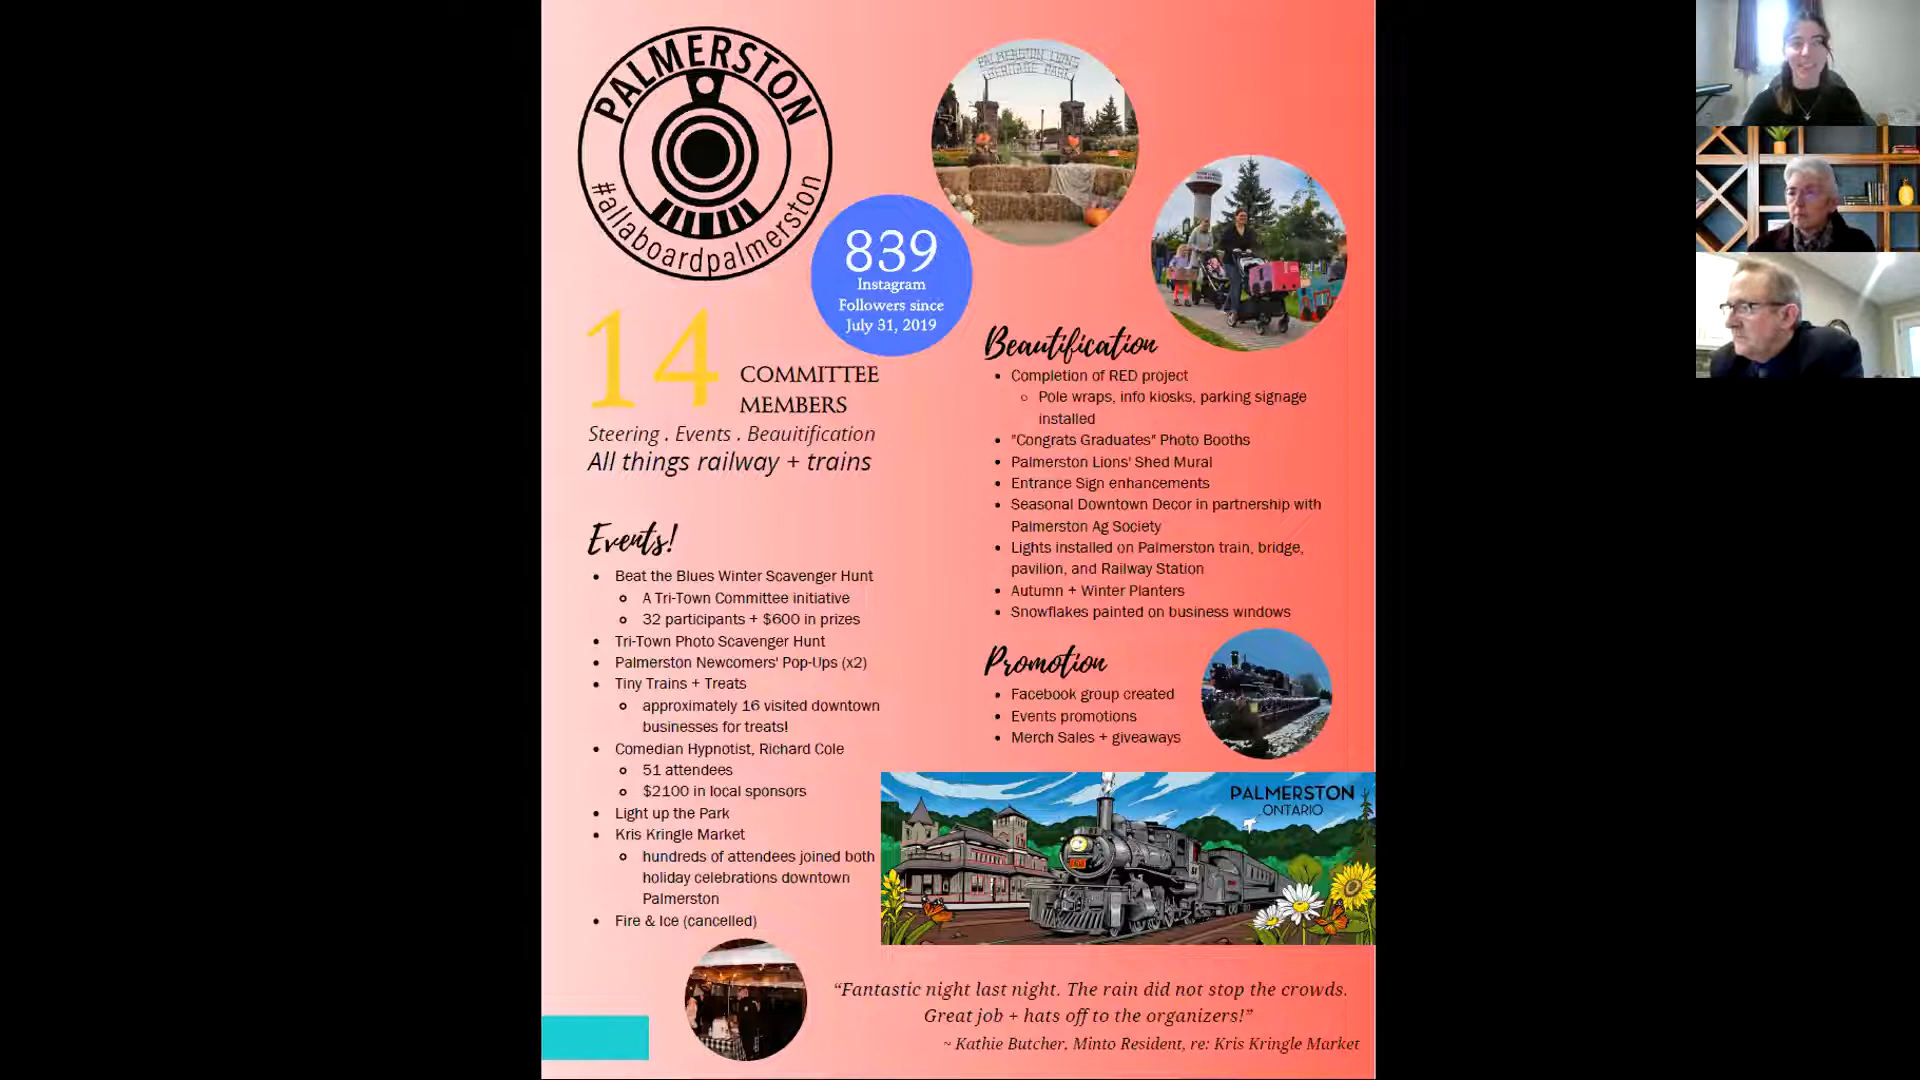 PALMERSTON
#allaboardpalmerston
PALMERSTON LIONS
HERITAGE PARK
839
Instagram
Followers since
July 31, 2019
14
COMMITTEE
MEMBERS
Steering . Events . Beauitification
All things railway + trains
Events!
• Beat the Blues Winter Scavenger Hunt
○ A Tri-Town Committee initiative
○ 32 participants + $600 in prizes
• Tri-Town Photo Scavenger Hunt
• Palmerston Newcomers' Pop-Ups (x2)
• Tiny Trains + Treats
○ approximately 16 visited downtown
businesses for treats!
• Comedian Hypnotist, Richard Cole
○ 51 attendees
○ $2100 in local sponsors
• Light up the Park
• Kris Kringle Market
○ hundreds of attendees joined both
holiday celebrations downtown
Palmerston
• Fire & Ice (cancelled)
Beautification
• Completion of RED project
○ Pole wraps, info kiosks, parking signage
installed
• "Congrats Graduates" Photo Booths
• Palmerston Lions' Shed Mural
• Entrance Sign enhancements
• Seasonal Downtown Decor in partnership with
Palmerston Ag Society
• Lights installed on Palmerston train, bridge,
pavilion, and Railway Station
• Autumn + Winter Planters
• Snowflakes painted on business windows
Promotion
• Facebook group created
• Events promotions
• Merch Sales + giveaways
PALMERSTON
ONTARIO
“Fantastic night last night. The rain did not stop the crowds.
Great job + hats off to the organizers!”
~ Kathie Butcher, Minto Resident, re: Kris Kringle Market